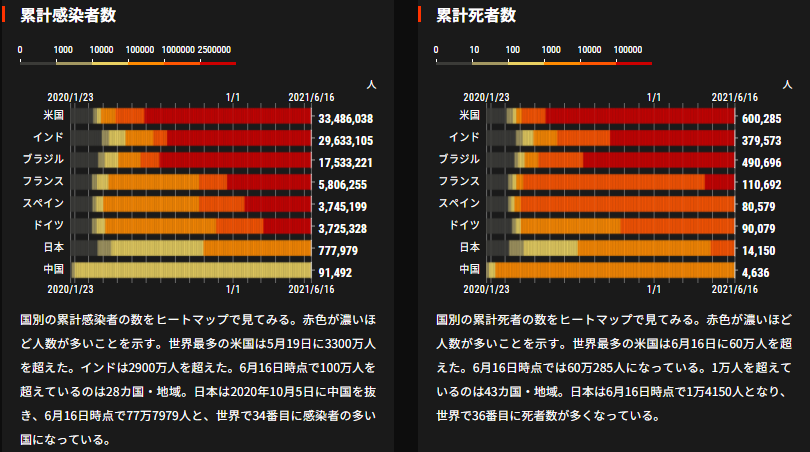 累計感染者数
0 1000 10000 100000 1000000 2500000
人
2020/1/23 1/1 2021/6/16
米国 33,486,038
インド 29,633,105
ブラジル 17,533,221
フランス 5,806,255
スペイン 3,745,199
ドイツ 3,725,328
日本 777,979
中国 91,492
2020/1/23 1/1 2021/6/16
国別の累計感染者の数をヒートマップで見てみる。赤色が濃いほ
ど人数が多いことを示す。世界最多の米国は5月19日に3300万人
を超えた。インドは2900万人を超えた。6月16日時点で100万人を
超えているのは28カ国・地域。日本は2020年10月5日に中国を抜
き、6月16日時点で77万7979人と、世界で34番目に感染者の多い
国になっている。
累計死者数
0 10 100 1000 10000 100000
人
2020/1/23 1/1 2021/6/16
米国 600,285
インド 379,573
ブラジル 490,696
フランス 110,692
スペイン 80,579
ドイツ 90,079
日本 14,150
中国 4,636
2020/1/23 1/1 2021/6/16
国別の累計死者の数をヒートマップで見てみる。赤色が濃いほど
人数が多いことを示す。世界最多の米国は6月16日に60万人を超
えた。6月16日時点では60万285人になっている。1万人を超えて
いるのは43カ国・地域。日本は6月16日時点で1万4150人となり、
世界で36番目に死者数が多くなっている。